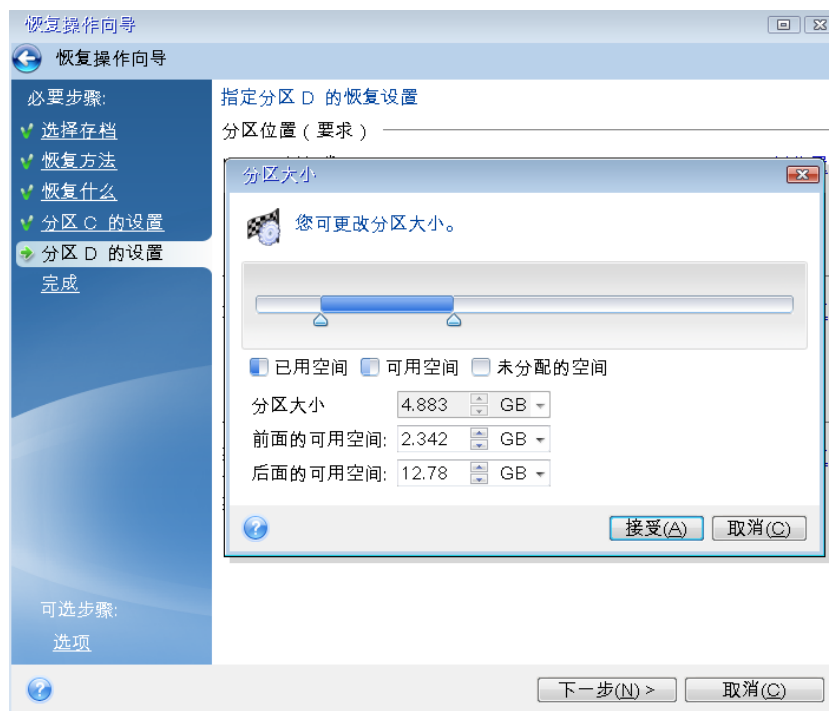 恢复操作向导
恢复操作向导
必要步骤:
选择存档
恢复方法
恢复什么
分区 C 的设置
分区 D 的设置
完成
可选步骤:
选项
指定分区 D 的恢复设置
分区位置 ( 要求 )
分区大小
您可更改分区大小。
已用空间 可用空间 未分配的空间
分区大小 4.883 GB
前面的可用空间: 2.342 GB
后面的可用空间: 12.78 GB
接受(A) 取消(C)
下一步(N) > 取消(C)